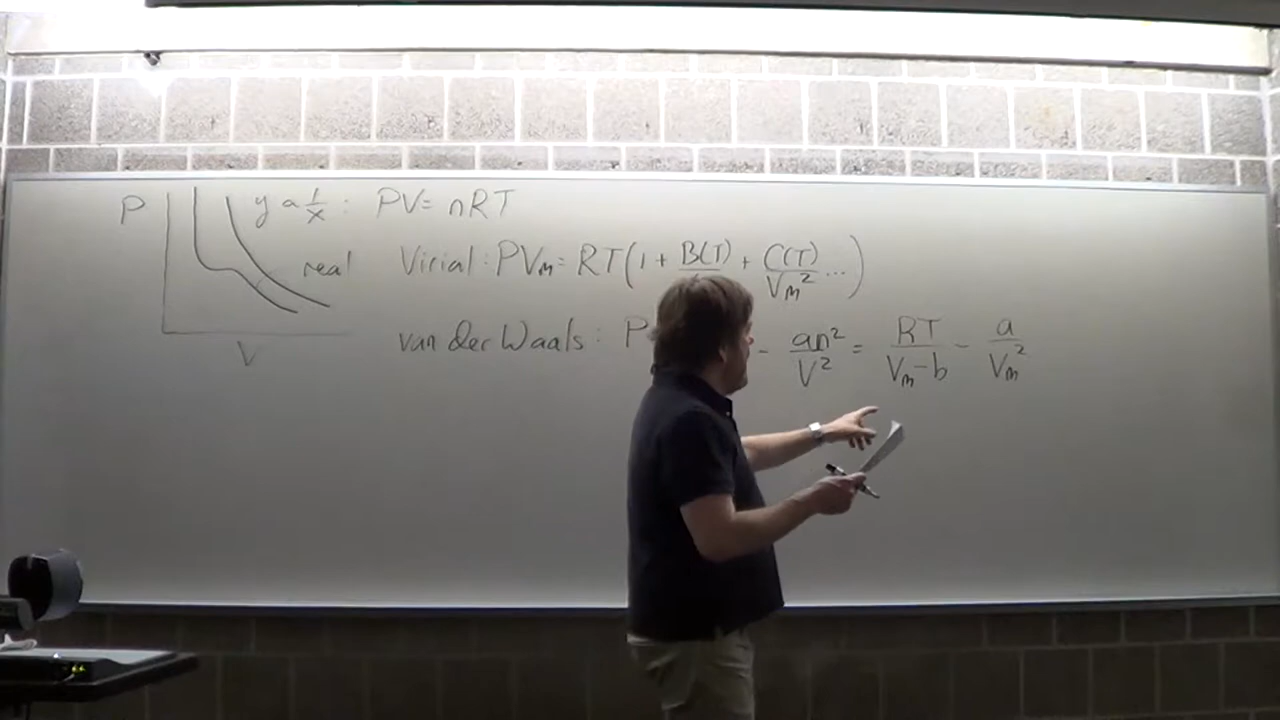 P
y α 1/x : PV = nRT
real
V
Virial : PVₘ = RT(1 + B(T)/ + C(T)/Vₘ² ...)
van der Waals : P - an²/V² = RT/(Vₘ-b) - a/Vₘ²